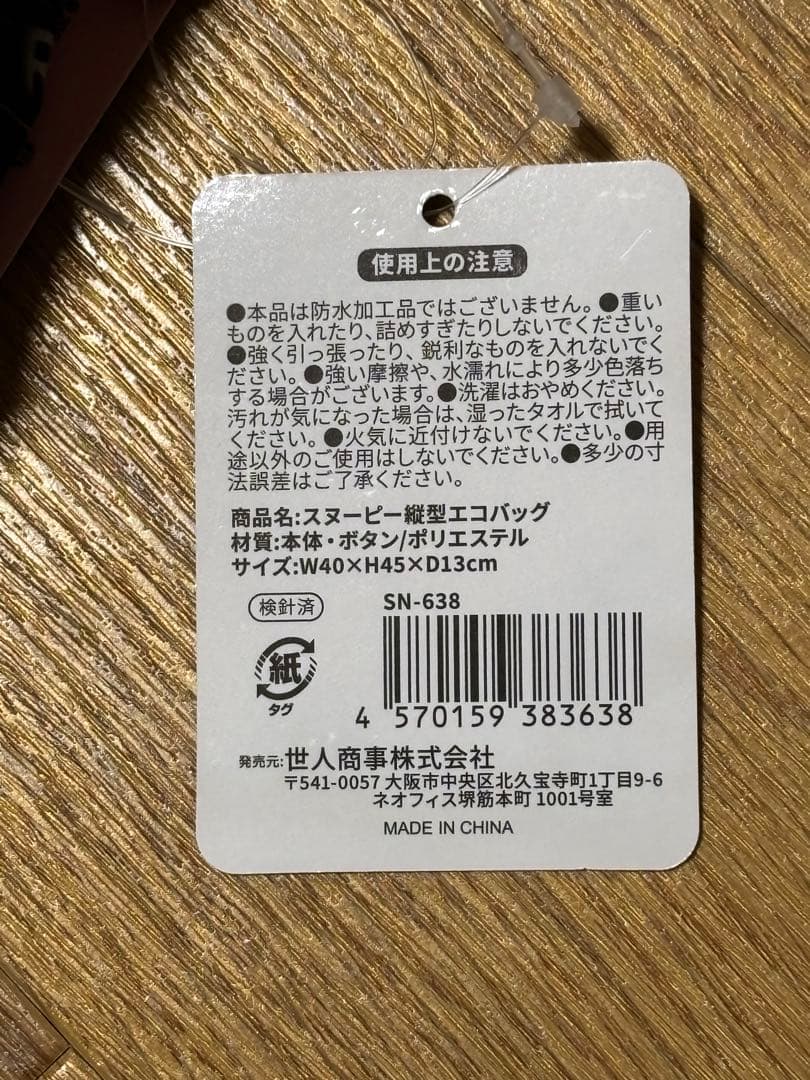 使用上の注意
●本品は防水加工品ではございません。●重い
ものを入れたり、詰めすぎたりしないでください。
●強く引っ張ったり、鋭利なものを入れないでく
ださい。●強い摩擦や、水濡れにより多少色落ち
する場合がございます。●洗濯はおやめください。
汚れが気になった場合は、湿ったタオルで拭いて
ください。●火気に近付けないでください。●用
途以外のご使用はしないでください。●多少の寸
法誤差はご了承ください。
商品名:スヌーピー縦型エコバッグ
材質:本体・ボタン/ポリエステル
サイズ:W40×H45×D13cm
検針済
SN-638
紙
タグ
4 570159 383638
発売元:世人商事株式会社
〒541-0057 大阪市中央区北久宝寺町1丁目9-6
ネオフィス堺筋本町 1001号室
MADE IN CHINA